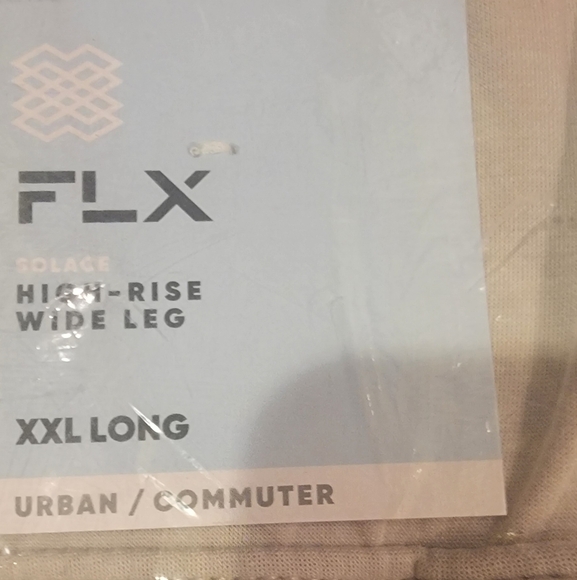 FLX
SOLACE
HIGH-RISE
WIDE LEG
XXL LONG
URBAN / COMMUTER